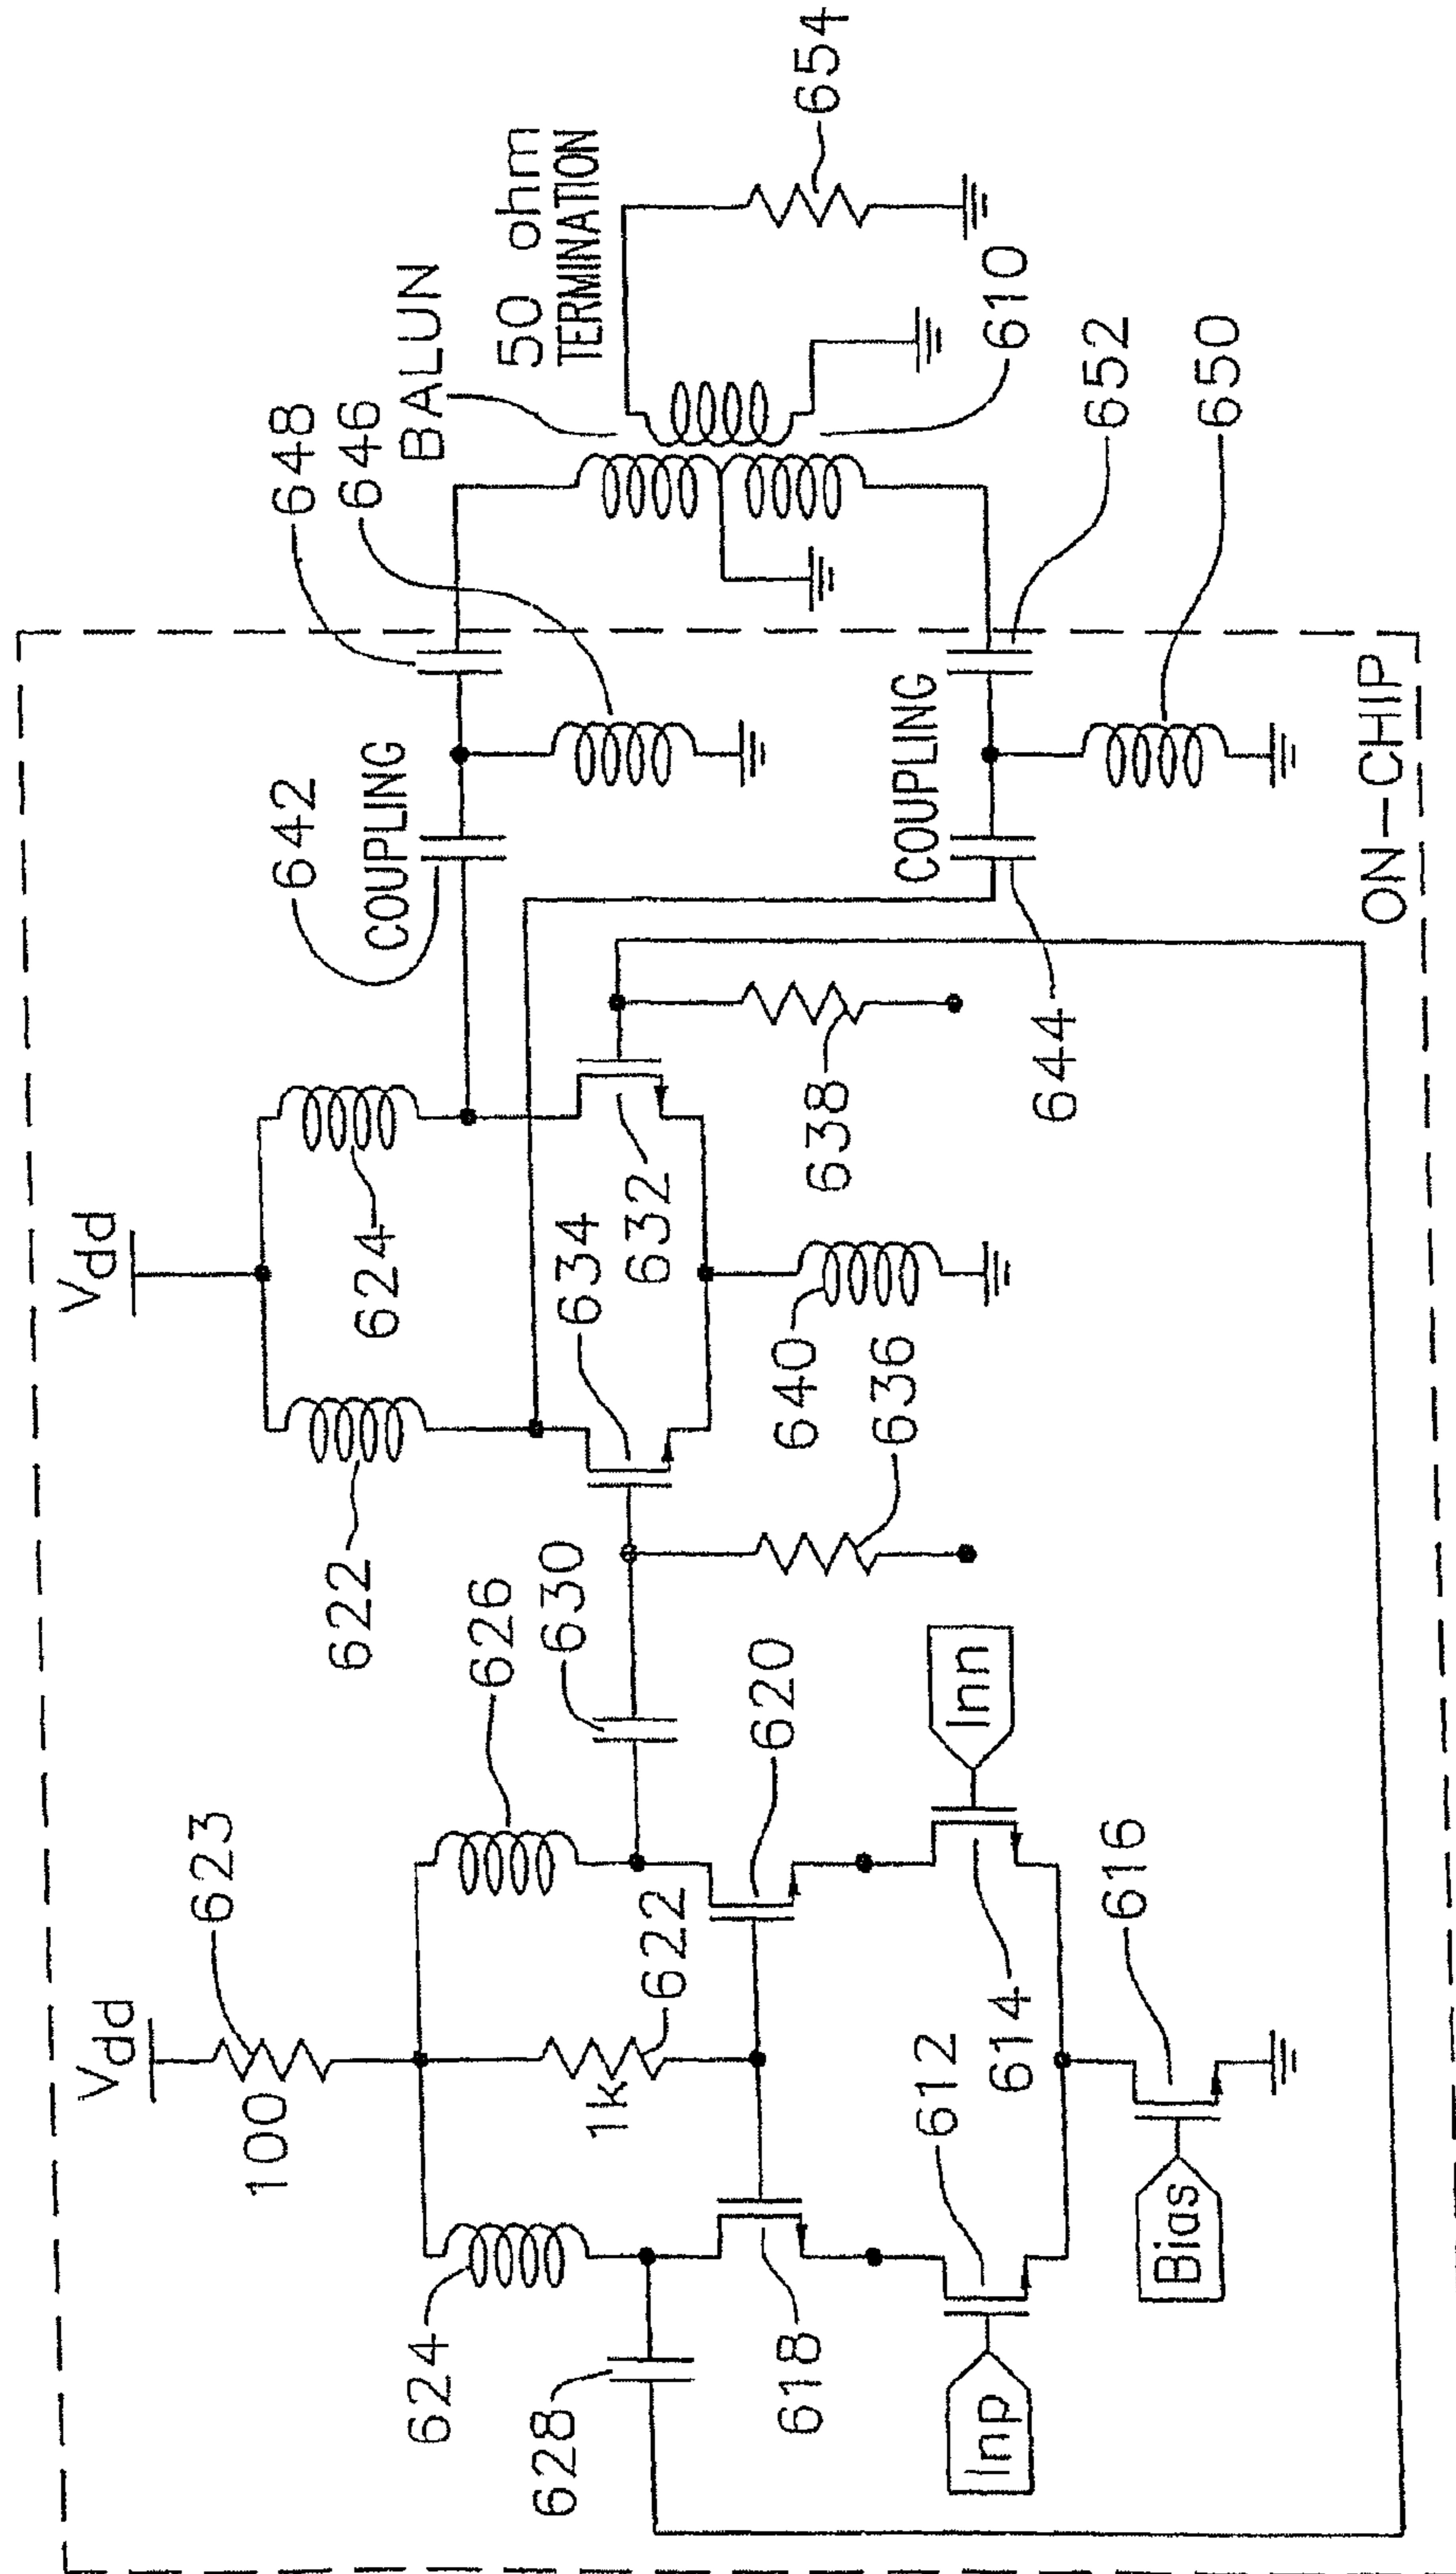 Vdd
623
100
624
626
622
1k
628
630
618
620
Inp
612
614
Inn
Bias
616
Vdd
622
624
634
632
636
638
640
642
COUPLING
648
646
COUPLING
644
652
650
BALUN
50 ohm
TERMINATION
654
610
ON-CHIP